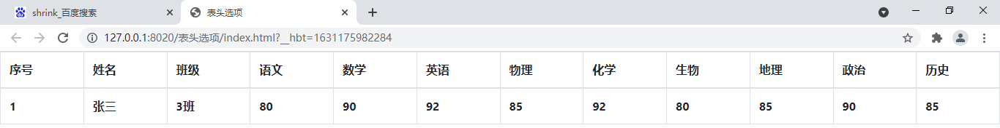 shrink_百度搜索 表头选项
127.0.0.1:8020/表头选项/index.html?__hbt=1631175982284
序号 姓名 班级 语文 数学 英语 物理 化学 生物 地理 政治 历史
1 张三 3班 80 90 92 85 92 80 85 90 85